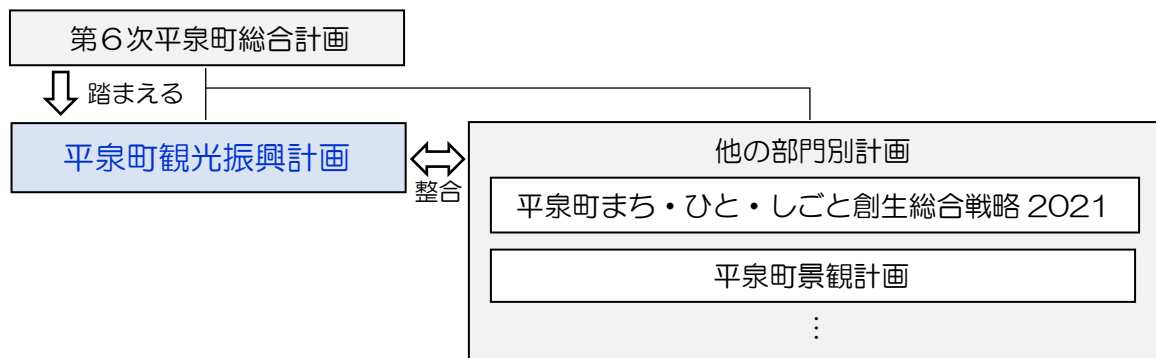 第６次平泉町総合計画
踏まえる
平泉町観光振興計画
整合
他の部門別計画
平泉町まち・ひと・しごと創生総合戦略 2021
平泉町景観計画
⋮